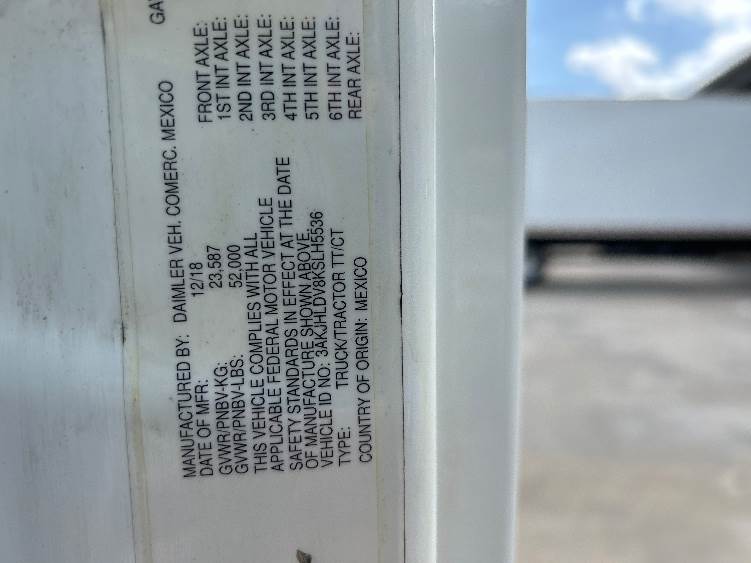 GA
MANUFACTURED BY: DAIMLER VEH. COMERC. MEXICO
DATE OF MFR: 12/18
GVWR/PNBV-KG: 23,587
GVWR/PNBV-LBS: 52,000
THIS VEHICLE COMPLIES WITH ALL
APPLICABLE FEDERAL MOTOR VEHICLE
SAFETY STANDARDS IN EFFECT AT THE DATE
OF MANUFACTURE SHOWN ABOVE.
VEHICLE ID NO: 3AKJHLDV8KSLH5536
TYPE: TRUCK/TRACTOR TT/CT
COUNTRY OF ORIGIN: MEXICO
FRONT AXLE:
1ST INT AXLE:
2ND INT AXLE:
3RD INT AXLE:
4TH INT AXLE:
5TH INT AXLE:
6TH INT AXLE:
REAR AXLE: